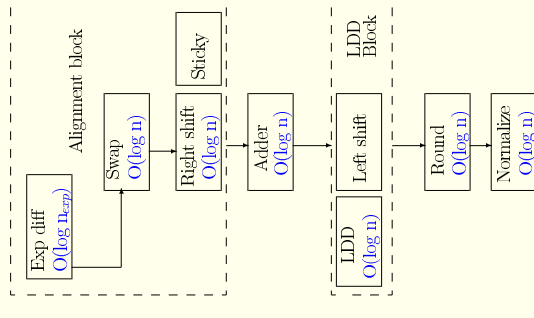 Alignment block
Exp diff
O(log n_exp)
Swap
O(log n)
Sticky
Right shift
O(log n)
Adder
O(log n)
LDD
Block
Left shift
LDD
O(log n)
Round
O(log n)
Normalize
O(log n)